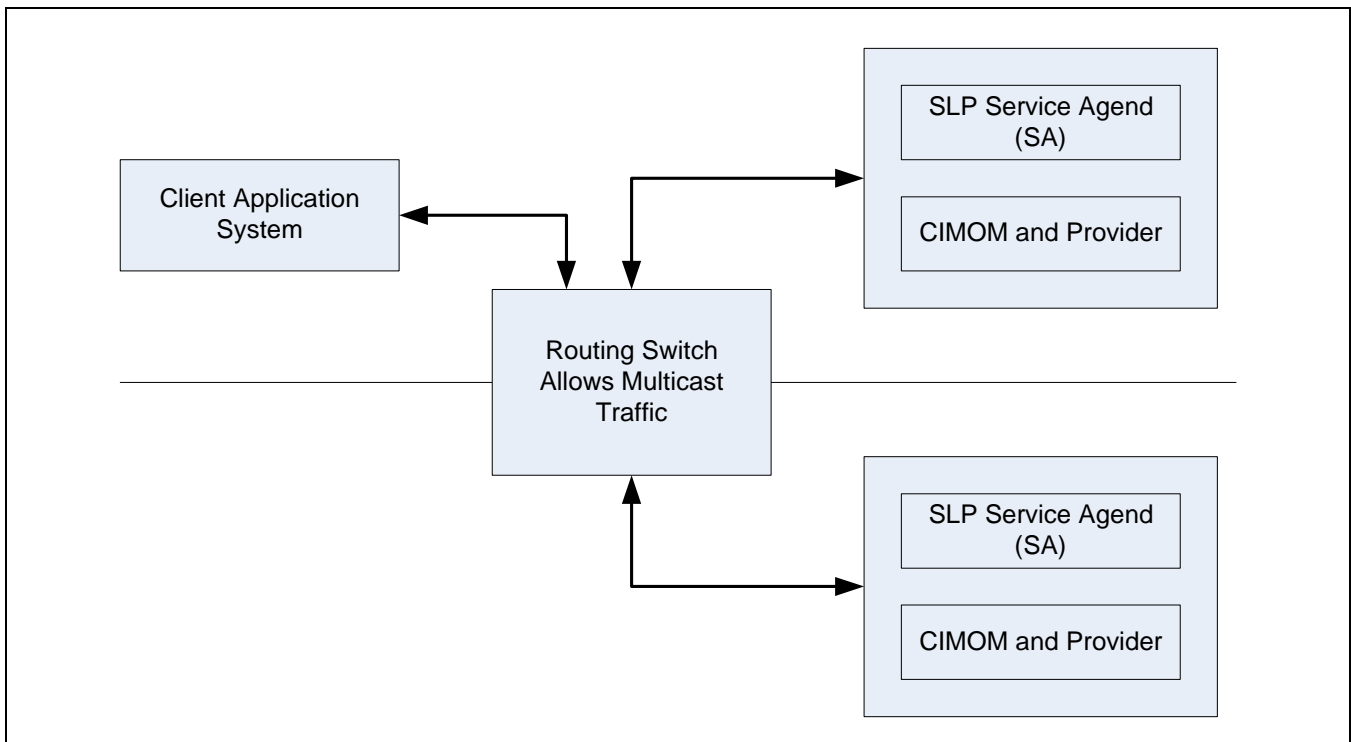 SLP Service Agend
(SA)
Client Application
System
CIMOM and Provider
Routing Switch
Allows Multicast
Traffic
SLP Service Agend
(SA)
CIMOM and Provider